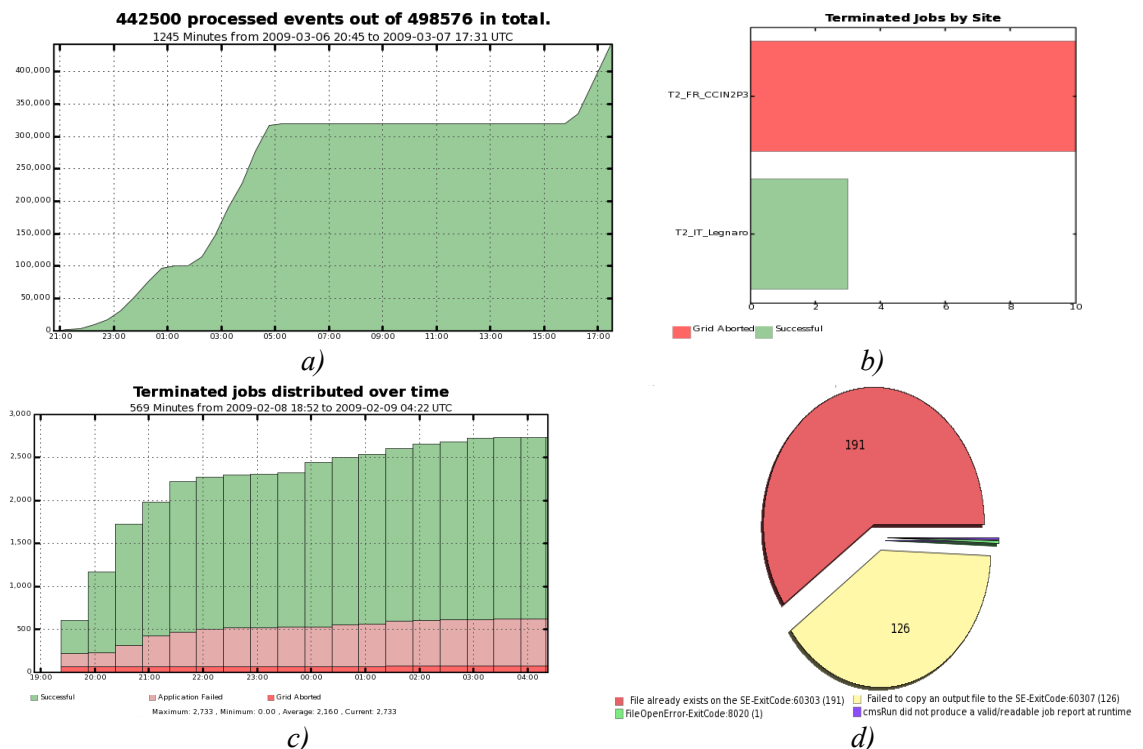 442500 processed events out of 498576 in total.
1245 Minutes from 2009-03-06 20:45 to 2009-03-07 17:31 UTC
400,000
350,000
300,000
250,000
200,000
150,000
100,000
50,000
0
21:00 23:00 01:00 03:00 05:00 07:00 09:00 11:00 13:00 15:00 17:00
a)
Terminated Jobs by Site
T2_FR_CCIN2P3
T2_IT_Legnaro
0 2 4 6 8 10
Grid Aborted Successful
b)
Terminated jobs distributed over time
569 Minutes from 2009-02-08 18:52 to 2009-02-09 04:22 UTC
3,000
2,500
2,000
1,500
1,000
500
0
19:00 20:00 21:00 22:00 23:00 00:00 01:00 02:00 03:00 04:00
Successful Application Failed Grid Aborted
Maximum: 2,733 , Minimum: 0.00 , Average: 2,160 , Current: 2,733
c)
191
126
File already exists on the SE-ExitCode:60303 (191) Failed to copy an output file to the SE-ExitCode:60307 (126)
FileOpenError-ExitCode:8020 (1) cmsRun did not produce a valid/readable job report at runtime
d)